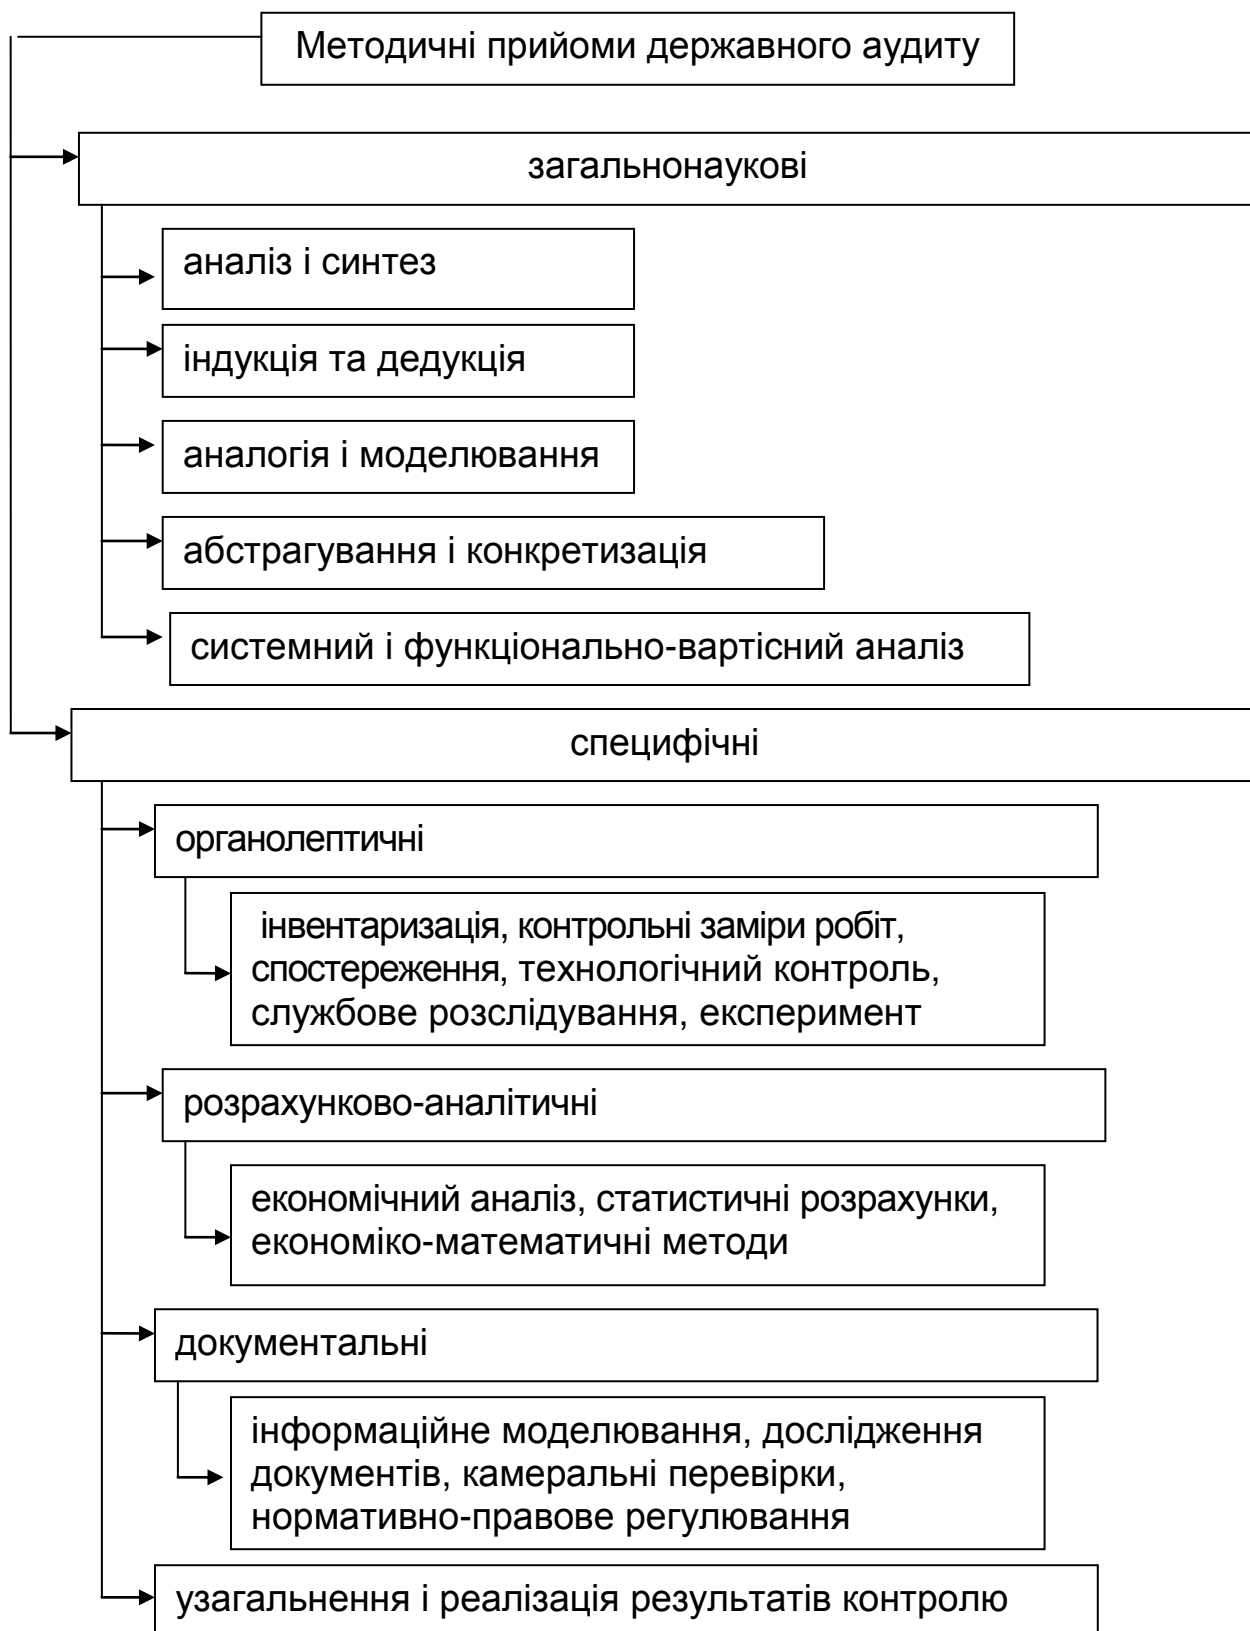 Методичні прийоми державного аудиту
загальнонаукові
аналіз і синтез
індукція та дедукція
аналогія і моделювання
абстрагування і конкретизація
системний і функціонально-вартісний аналіз
специфічні
органолептичні
інвентаризація, контрольні заміри робіт,
спостереження, технологічний контроль,
службове розслідування, експеримент
розрахунково-аналітичні
економічний аналіз, статистичні розрахунки,
економіко-математичні методи
документальні
інформаційне моделювання, дослідження
документів, камеральні перевірки,
нормативно-правове регулювання
узагальнення і реалізація результатів контролю